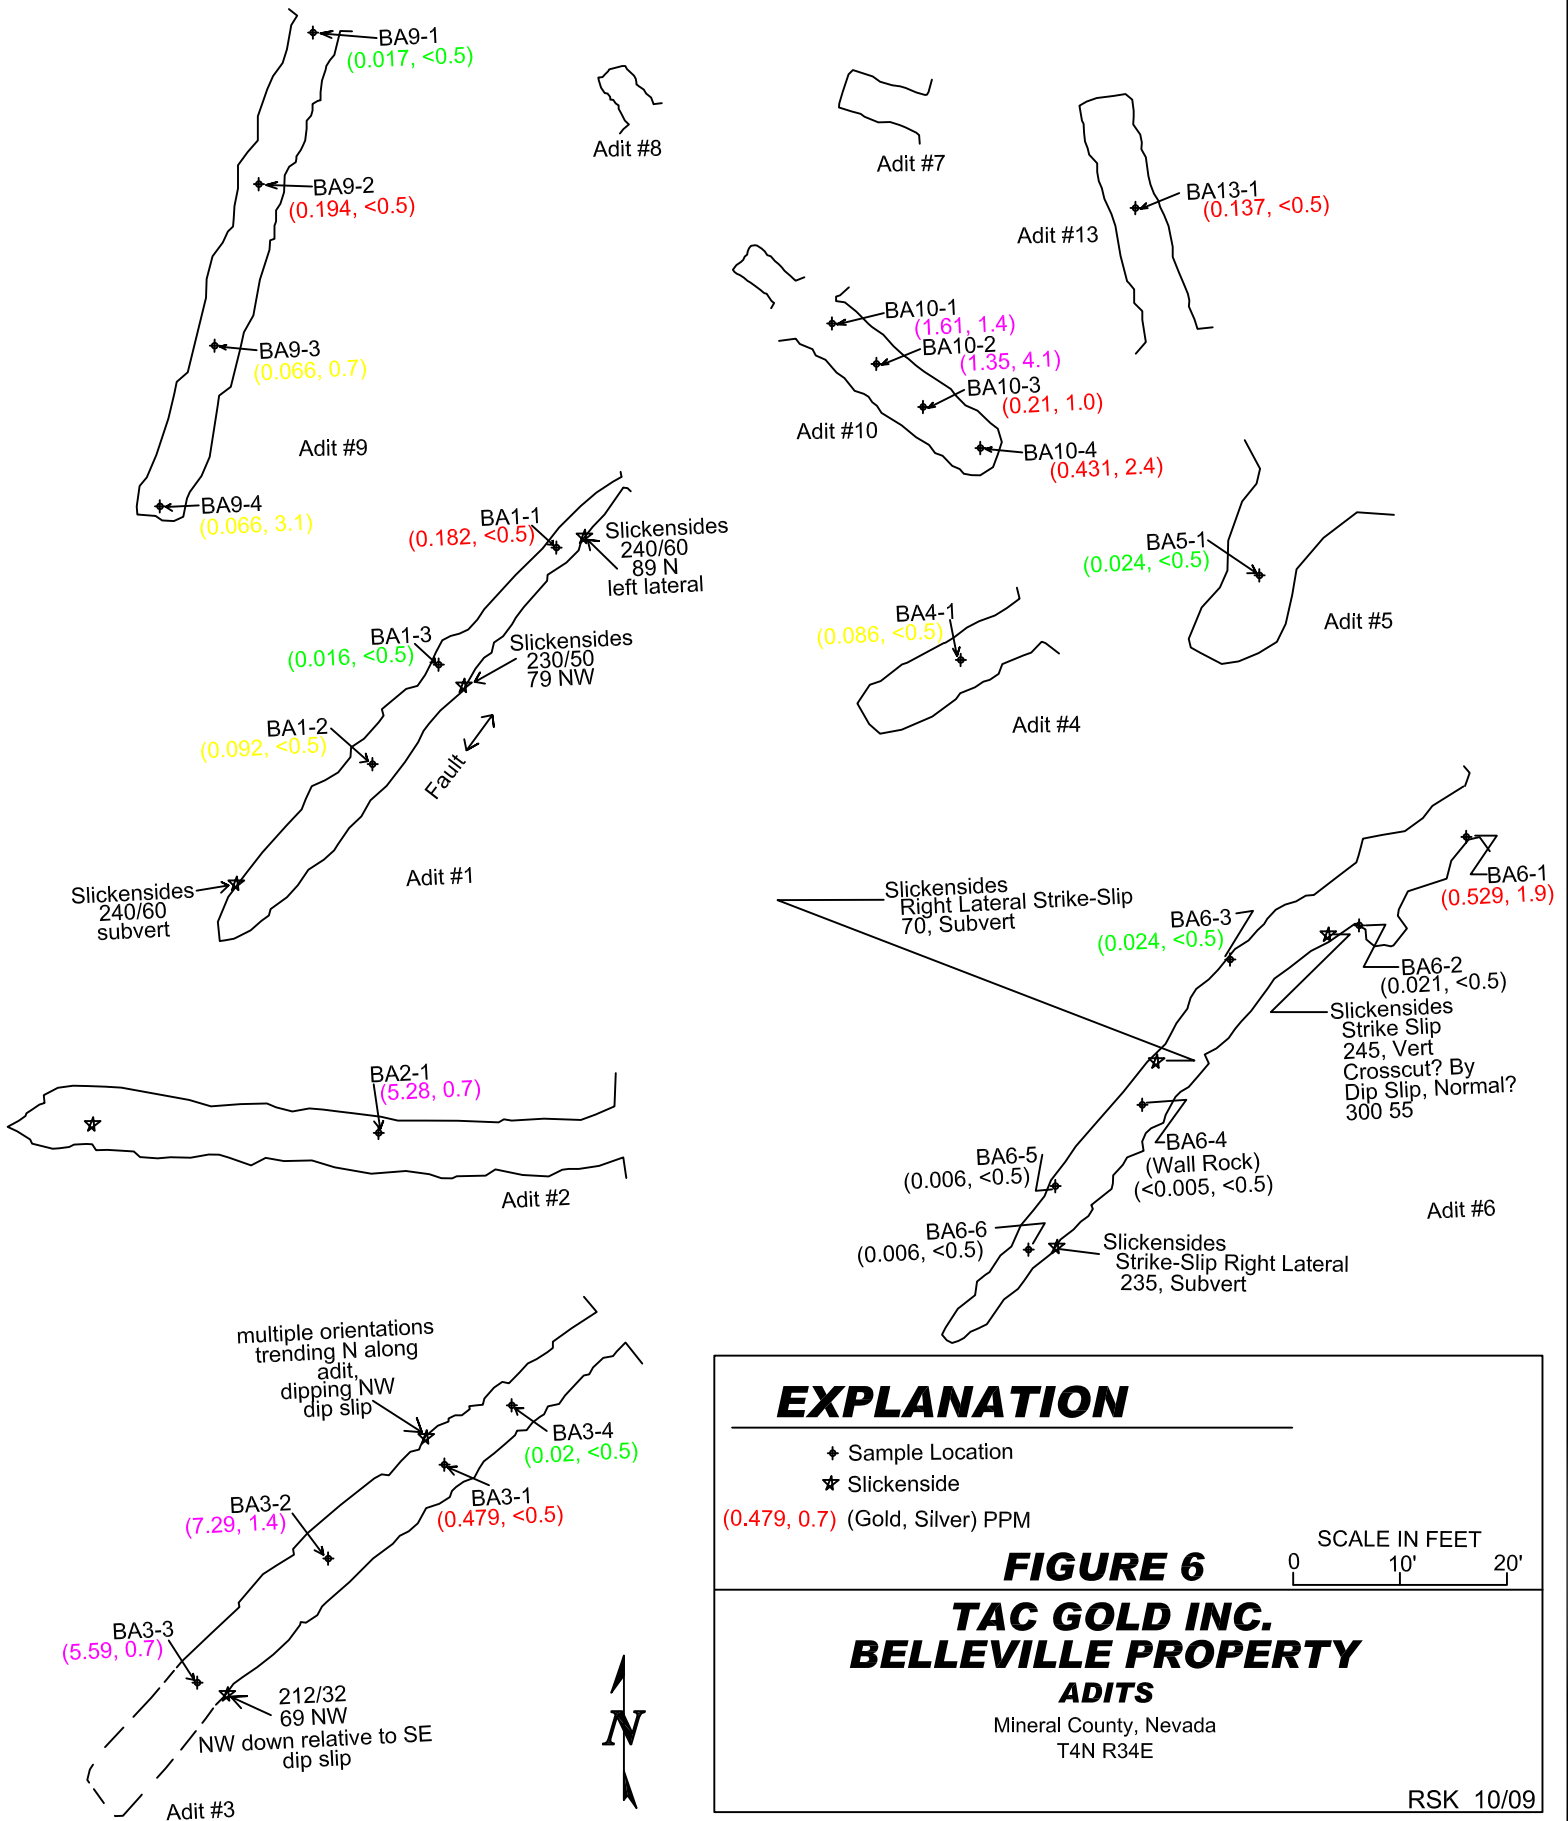 BA9-1
(0.017, <0.5)
BA9-2
(0.194, <0.5)
BA9-3
(0.066, 0.7)
Adit #9
BA9-4
(0.066, 3.1)
Adit #8
Adit #7
BA13-1
(0.137, <0.5)
Adit #13
BA10-1
(1.61, 1.4)
BA10-2
(1.35, 4.1)
BA10-3
(0.21, 1.0)
Adit #10
BA10-4
(0.431, 2.4)
BA1-1
(0.182, <0.5)
Slickensides
240/60
89 N
left lateral
BA1-3
(0.016, <0.5)
Slickensides
230/50
79 NW
BA1-2
(0.092, <0.5)
Fault
Adit #1
Slickensides
240/60
subvert
BA5-1
(0.024, <0.5)
Adit #5
BA4-1
(0.086, <0.5)
Adit #4
Slickensides
Right Lateral Strike-Slip
70, Subvert
BA6-3
(0.024, <0.5)
BA6-1
(0.529, 1.9)
BA6-2
(0.021, <0.5)
Slickensides
Strike Slip
245, Vert
Crosscut? By
Dip Slip, Normal?
300 55
BA6-4
(Wall Rock)
(<0.005, <0.5)
BA6-5
(0.006, <0.5)
BA6-6
(0.006, <0.5)
Slickensides
Strike-Slip Right Lateral
235, Subvert
Adit #6
BA2-1
(5.28, 0.7)
Adit #2
multiple orientations
trending N along
adit,
dipping NW
dip slip
BA3-4
(0.02, <0.5)
BA3-1
(0.479, <0.5)
BA3-2
(7.29, 1.4)
BA3-3
(5.59, 0.7)
212/32
69 NW
NW down relative to SE
dip slip
Adit #3
N
EXPLANATION
Sample Location
Slickenside
(0.479, 0.7) (Gold, Silver) PPM
SCALE IN FEET
0 10' 20'
FIGURE 6
TAC GOLD INC.
BELLEVILLE PROPERTY
ADITS
Mineral County, Nevada
T4N R34E
RSK 10/09